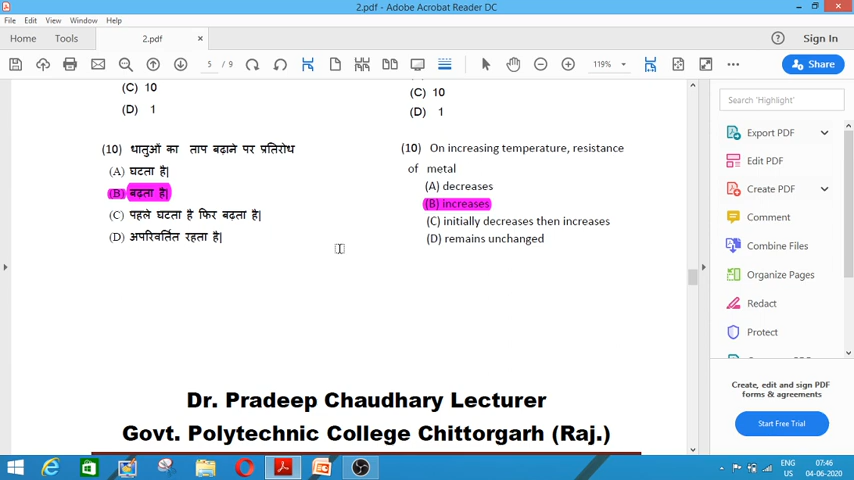 2.pdf - Adobe Acrobat Reader DC
File Edit View Window Help
Home Tools 2.pdf × Sign In
5 / 9 119% Share
(C) 10
(D) 1
(10) धातुओं का ताप बढ़ाने पर प्रतिरोध
(A) घटता है|
(B) बढता है|
(C) पहले घटता है फिर बढता है|
(D) अपरिवर्तित रहता है|
(C) 10
(D) 1
(10) On increasing temperature, resistance
of metal
(A) decreases
(B) increases
(C) initially decreases then increases
(D) remains unchanged
Dr. Pradeep Chaudhary Lecturer
Govt. Polytechnic College Chittorgarh (Raj.)
Search 'Highlight'
Export PDF
Edit PDF
Create PDF
Comment
Combine Files
Organize Pages
Redact
Protect
Create, edit and sign PDF
forms & agreements
Start Free Trial
ENG 07:46
US 04-06-2020